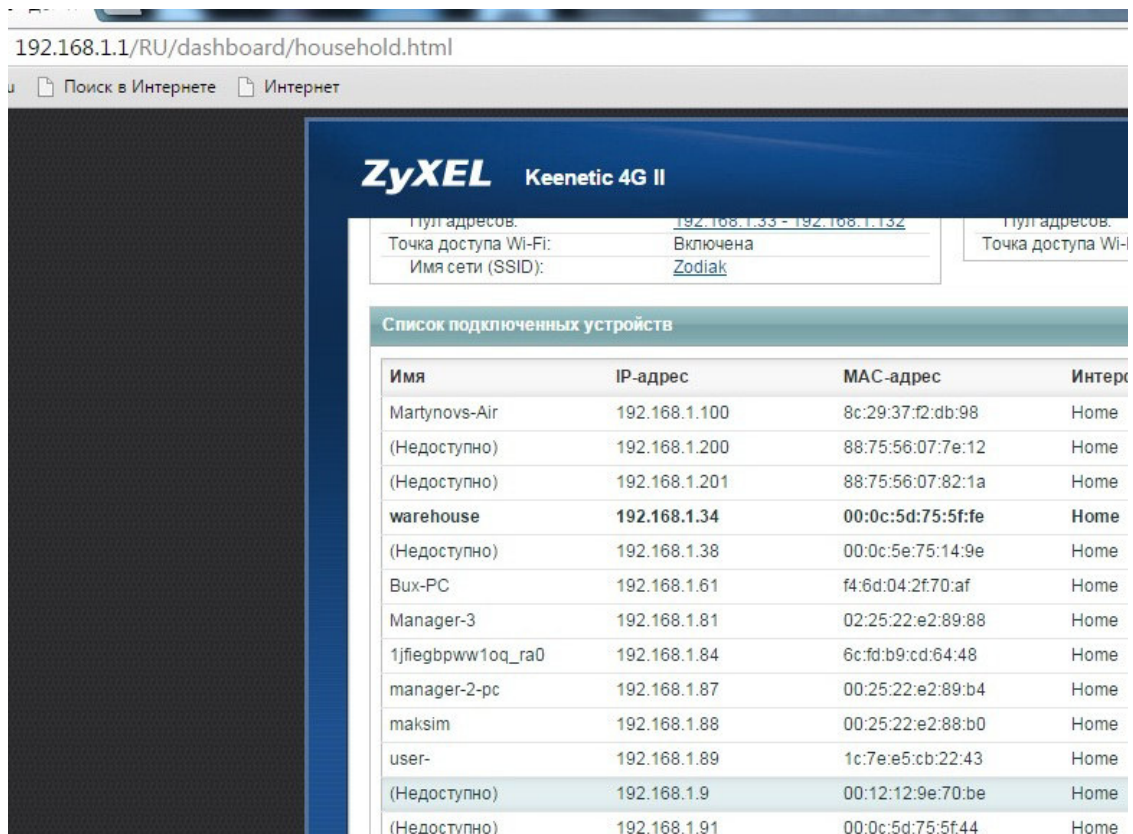 192.168.1.1/RU/dashboard/household.html
Поиск в Интернете Интернет
ZyXEL Keenetic 4G II
Пул адресов: 192.168.1.33 - 192.168.1.132 Пул адресов:
Точка доступа Wi-Fi: Включена Точка доступа Wi-
Имя сети (SSID): Zodiak
Список подключенных устройств
Имя IP-адрес MAC-адрес Интерф
Martynovs-Air 192.168.1.100 8c:29:37:f2:db:98 Home
(Недоступно) 192.168.1.200 88:75:56:07:7e:12 Home
(Недоступно) 192.168.1.201 88:75:56:07:82:1a Home
warehouse 192.168.1.34 00:0c:5d:75:5f:fe Home
(Недоступно) 192.168.1.38 00:0c:5e:75:14:9e Home
Bux-PC 192.168.1.61 f4:6d:04:2f:70:af Home
Manager-3 192.168.1.81 02:25:22:e2:89:88 Home
1jfiegbpww1oq_ra0 192.168.1.84 6c:fd:b9:cd:64:48 Home
manager-2-pc 192.168.1.87 00:25:22:e2:89:b4 Home
maksim 192.168.1.88 00:25:22:e2:88:b0 Home
user- 192.168.1.89 1c:7e:e5:cb:22:43 Home
(Недоступно) 192.168.1.9 00:12:12:9e:70:be Home
(Недоступно) 192.168.1.91 00:0c:5d:75:5f:44 Home